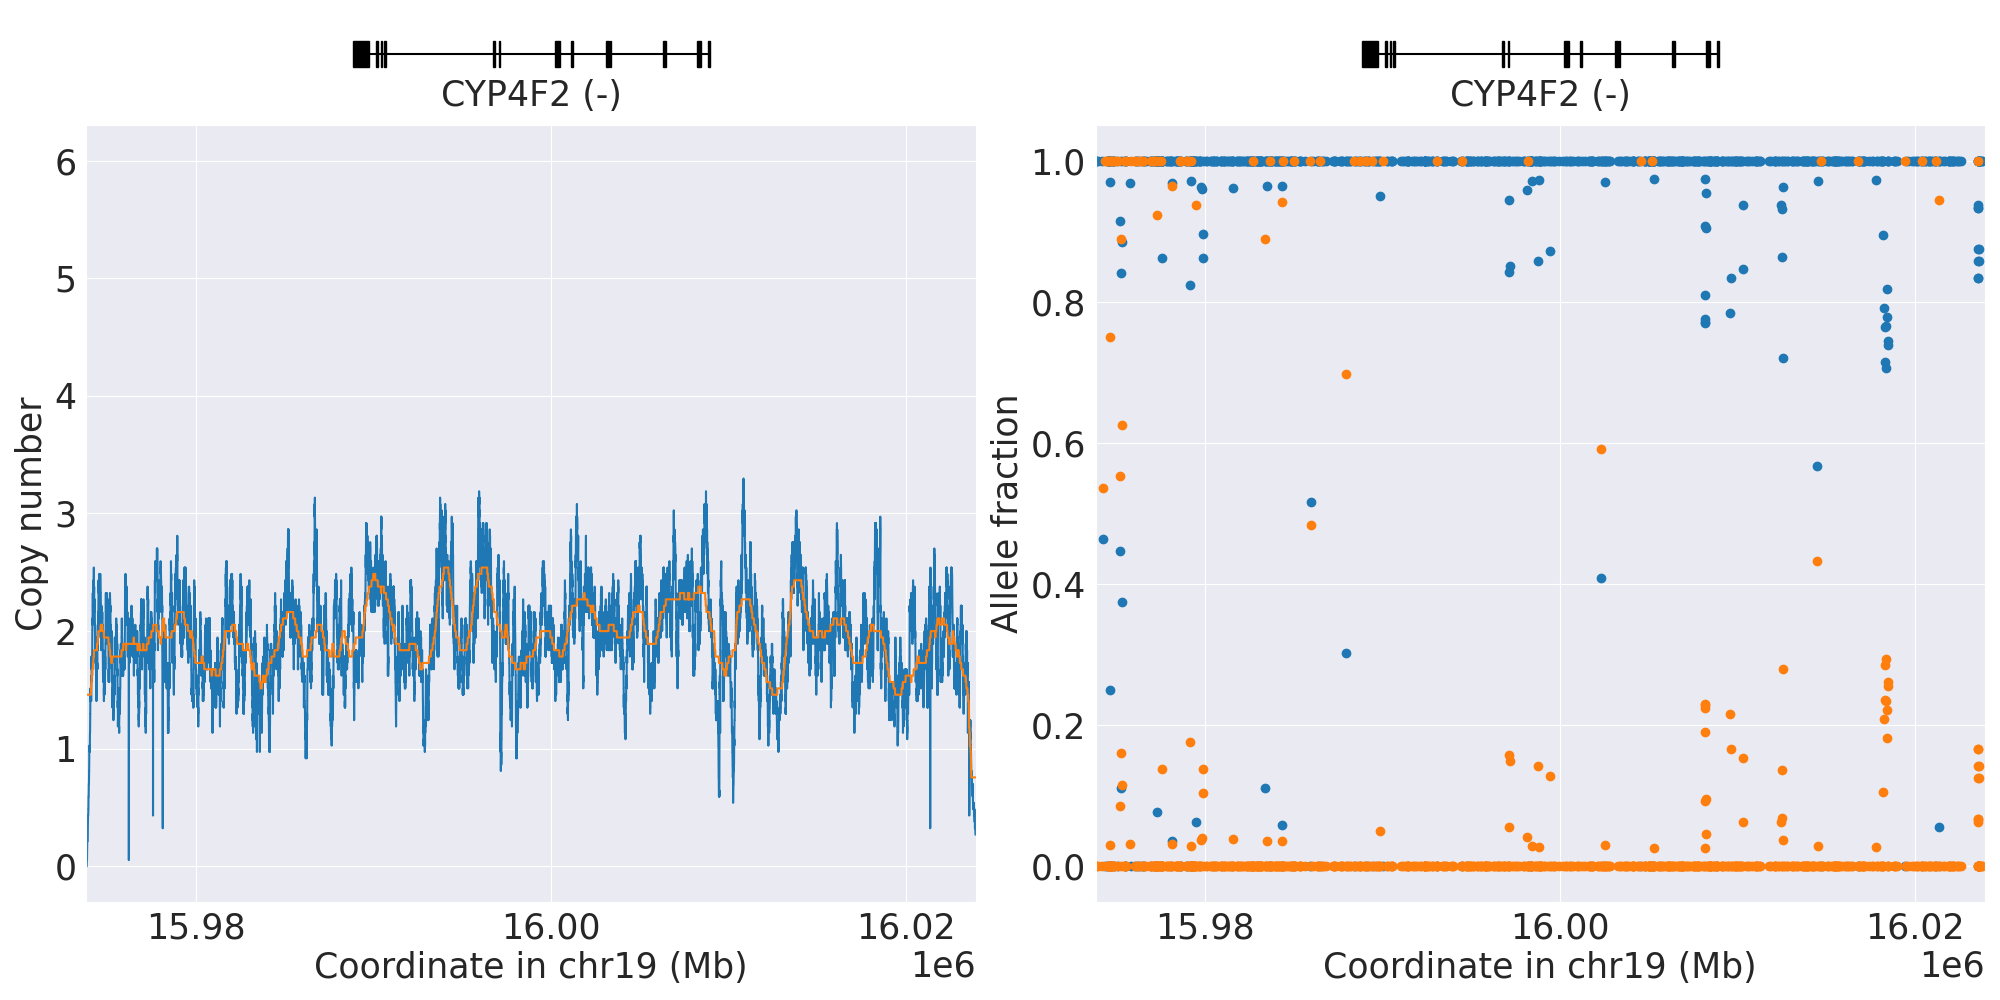 CYP4F2 (-)
6
5
4
3
2
1
0
Copy number
15.98
16.00
16.02
Coordinate in chr19 (Mb)
1e6
CYP4F2 (-)
1.0
0.8
0.6
0.4
0.2
0.0
Allele fraction
15.98
16.00
16.02
Coordinate in chr19 (Mb)
1e6